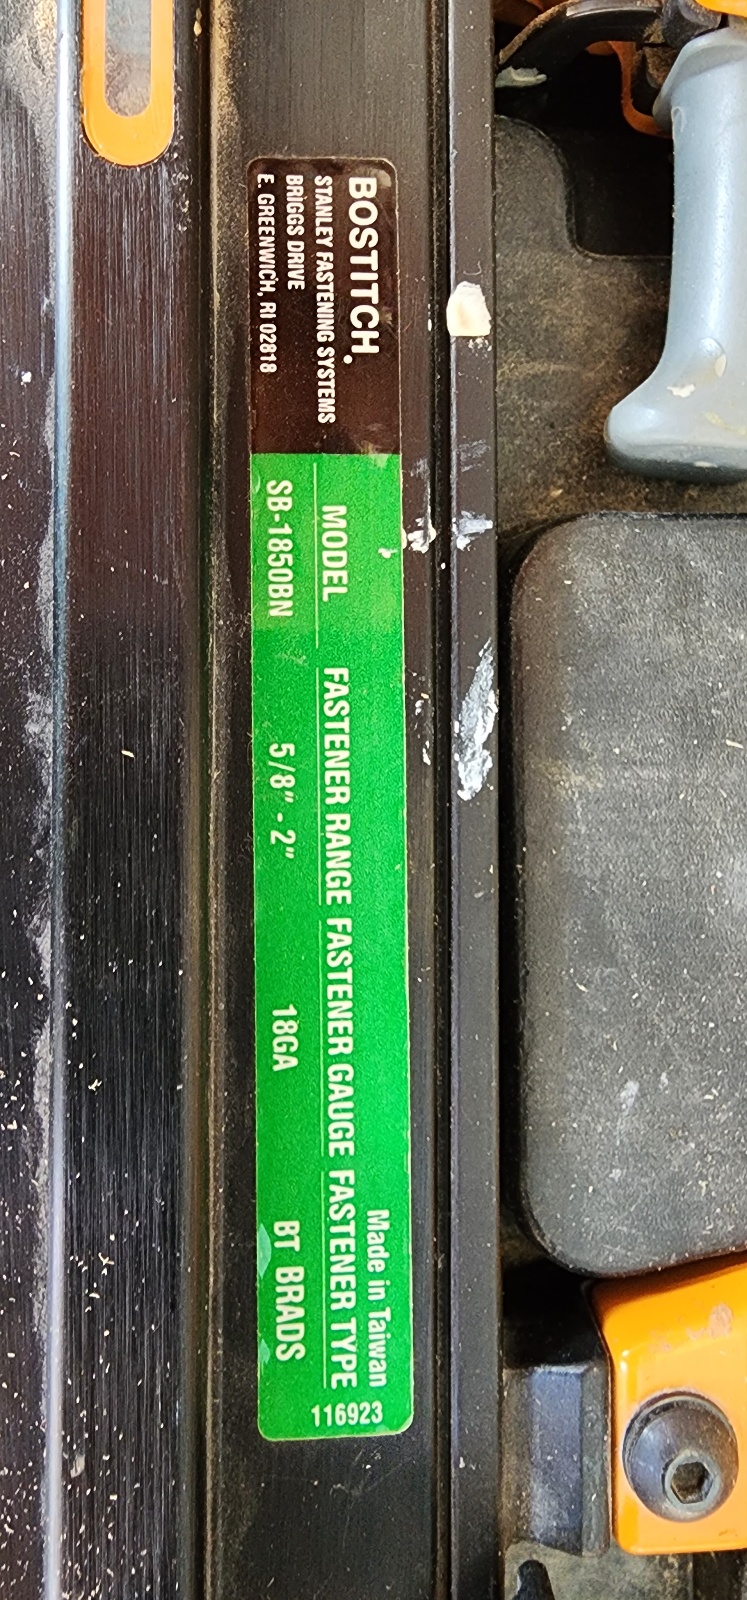 BOSTITCH.
STANLEY FASTENING SYSTEMS
BRIGGS DRIVE
E. GREENWICH, RI 02818
Made in Taiwan
MODEL FASTENER RANGE FASTENER GAUGE FASTENER TYPE
SB-1850BN 5/8" - 2" 18GA BT BRADS
116923